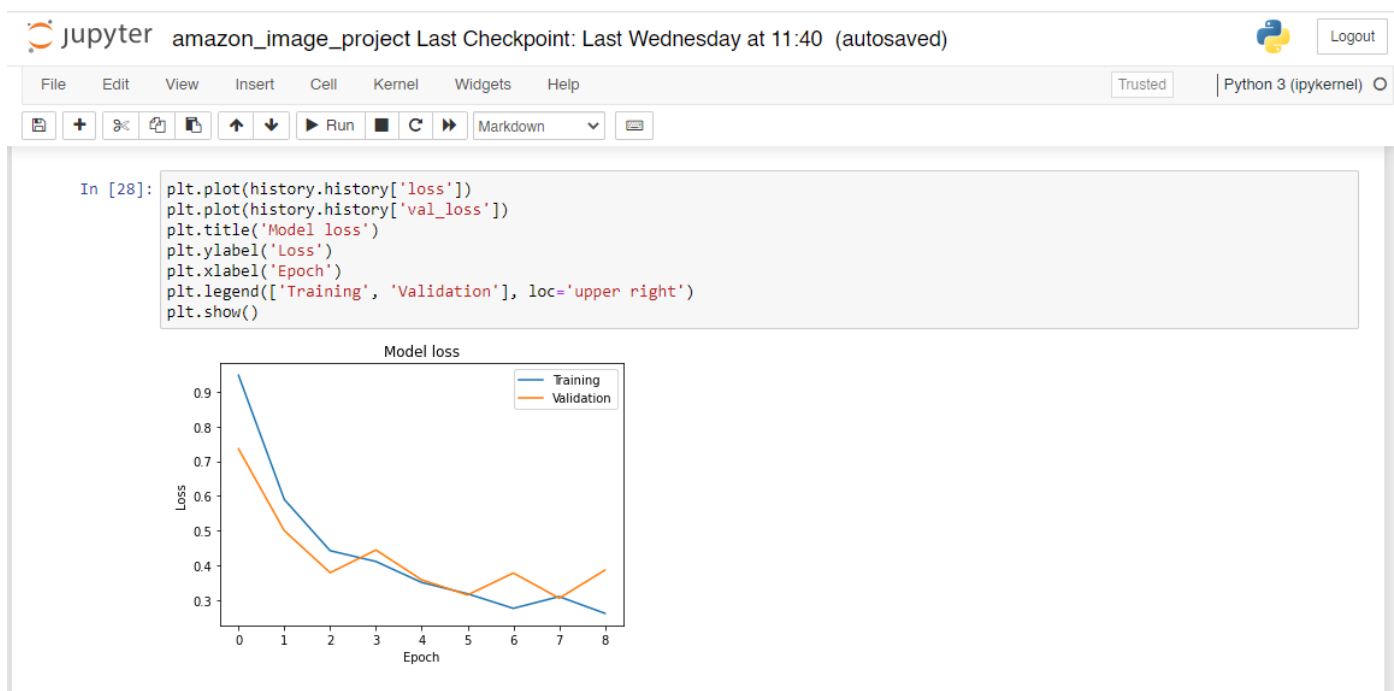 jupyter amazon_image_project Last Checkpoint: Last Wednesday at 11:40 (autosaved) Logout
File Edit View Insert Cell Kernel Widgets Help Trusted Python 3 (ipykernel)
Run Markdown
In [28]: plt.plot(history.history['loss'])
plt.plot(history.history['val_loss'])
plt.title('Model loss')
plt.ylabel('Loss')
plt.xlabel('Epoch')
plt.legend(['Training', 'Validation'], loc='upper right')
plt.show()
Model loss
Training
Validation
0.9
0.8
0.7
0.6
0.5
0.4
0.3
Loss
0 1 2 3 4 5 6 7 8
Epoch